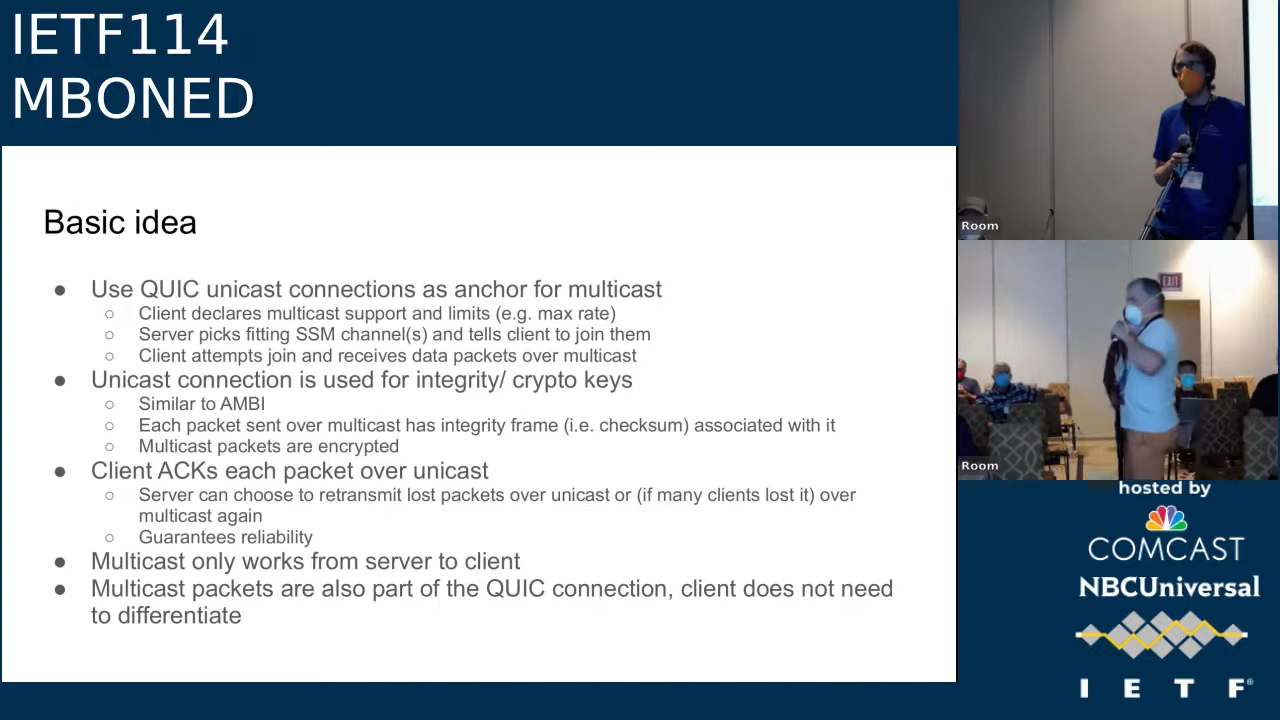 IETF114
MBONED
Basic idea
● Use QUIC unicast connections as anchor for multicast
○ Client declares multicast support and limits (e.g. max rate)
○ Server picks fitting SSM channel(s) and tells client to join them
○ Client attempts join and receives data packets over multicast
● Unicast connection is used for integrity/ crypto keys
○ Similar to AMBI
○ Each packet sent over multicast has integrity frame (i.e. checksum) associated with it
○ Multicast packets are encrypted
● Client ACKs each packet over unicast
○ Server can choose to retransmit lost packets over unicast or (if many clients lost it) over
multicast again
○ Guarantees reliability
● Multicast only works from server to client
● Multicast packets are also part of the QUIC connection, client does not need
to differentiate
Room
EXIT
Room
hosted by
COMCAST
NBCUniversal
I E T F®